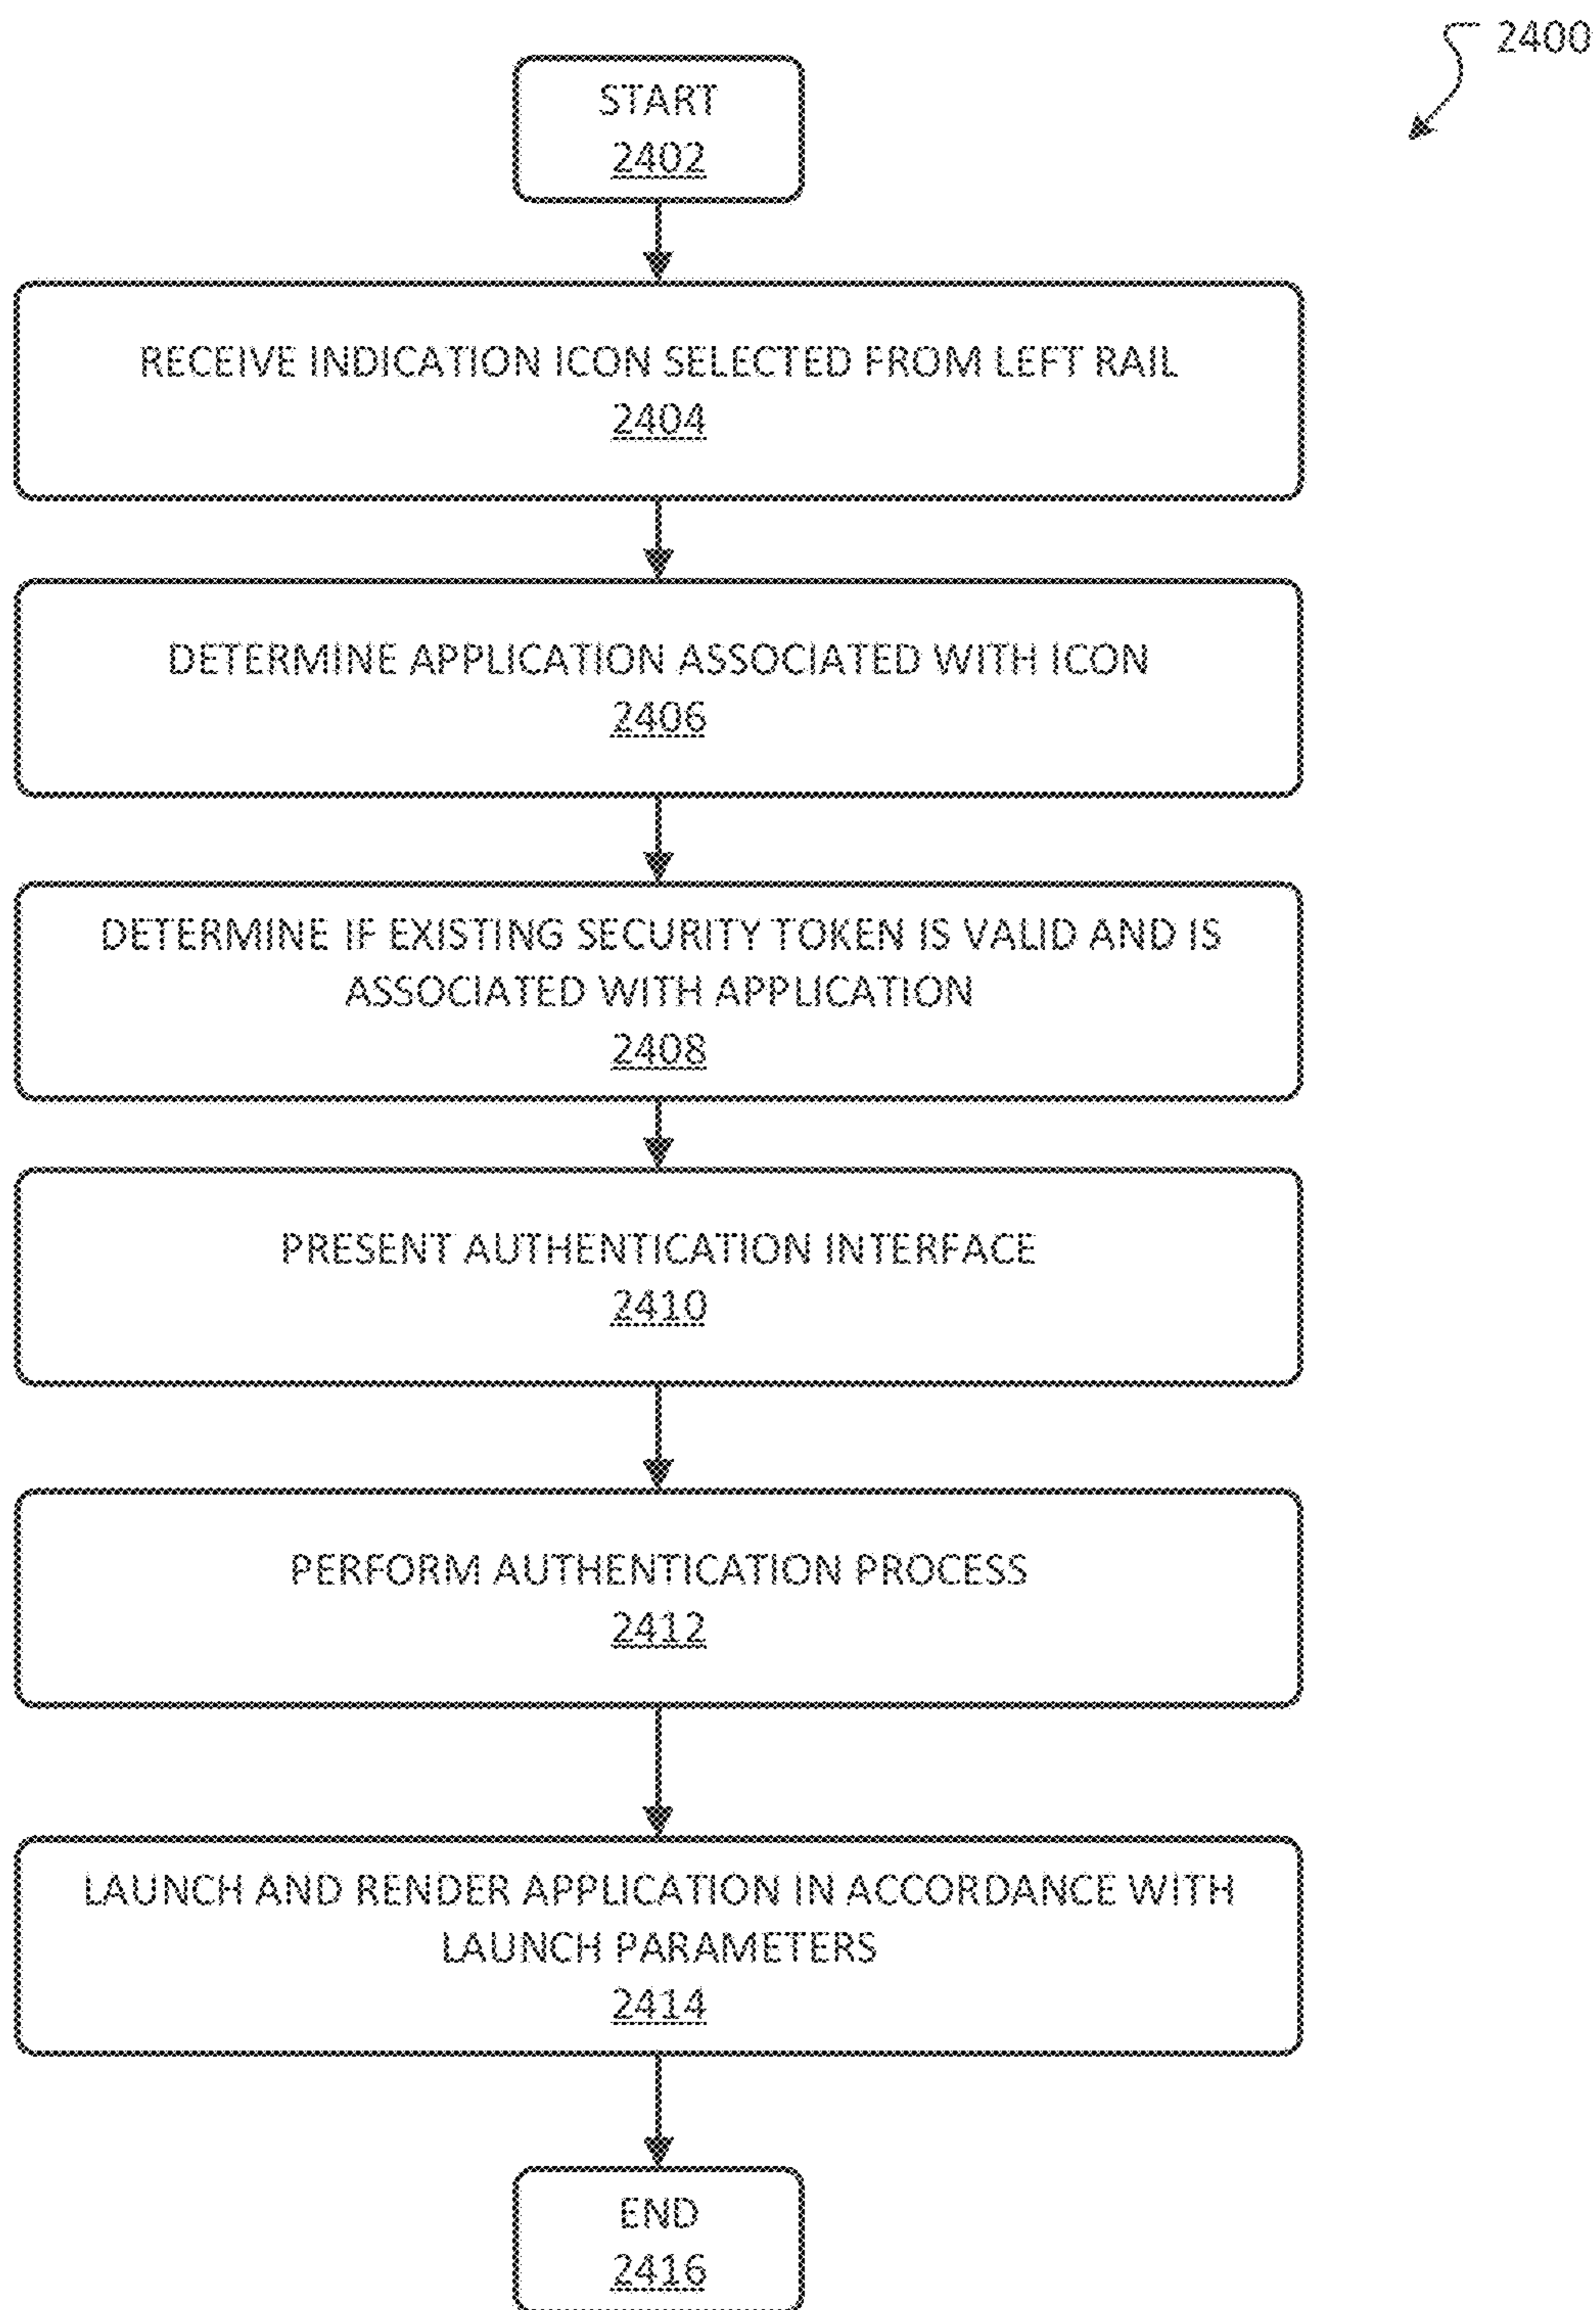 2400
START
2402
RECEIVE INDICATION ICON SELECTED FROM LEFT RAIL
2404
DETERMINE APPLICATION ASSOCIATED WITH ICON
2406
DETERMINE IF EXISTING SECURITY TOKEN IS VALID AND IS
ASSOCIATED WITH APPLICATION
2408
PRESENT AUTHENTICATION INTERFACE
2410
PERFORM AUTHENTICATION PROCESS
2412
LAUNCH AND RENDER APPLICATION IN ACCORDANCE WITH
LAUNCH PARAMETERS
2414
END
2416